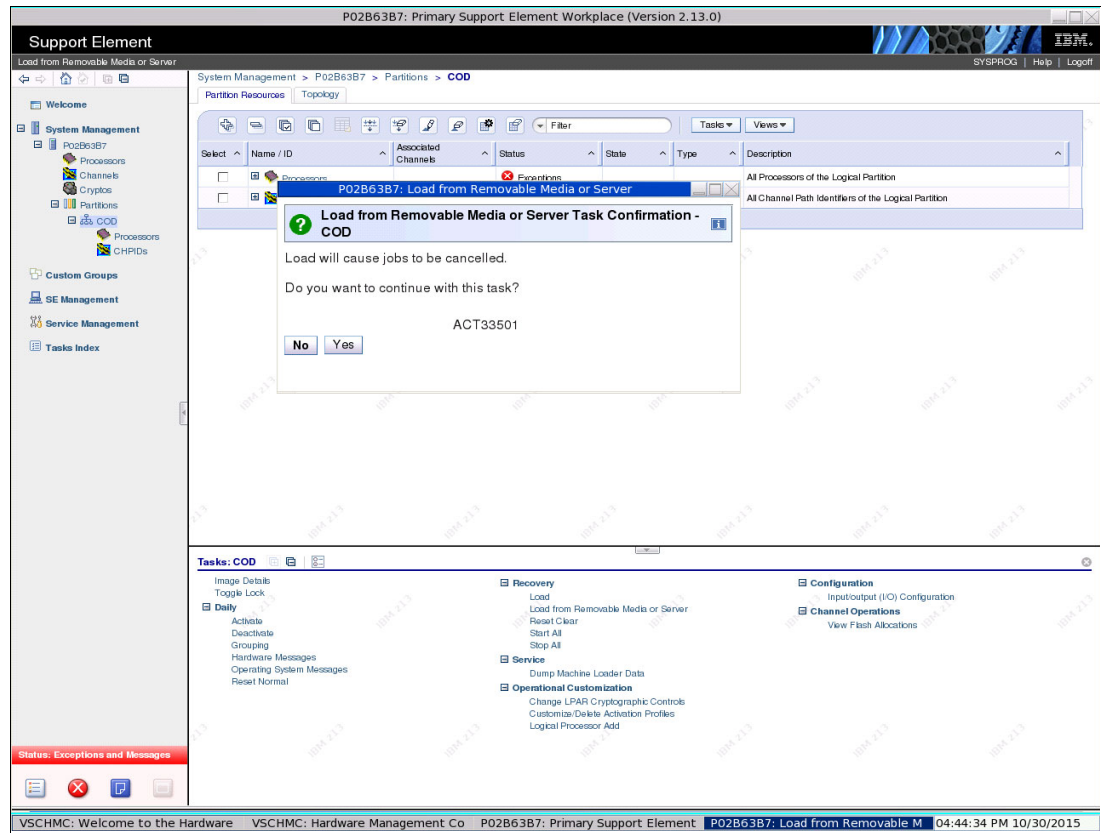 P02B63B7: Primary Support Element Workplace (Version 2.13.0)
Support Element
IBM.
Load from Removable Media or Server
SYSPROG | Help | Logoff
System Management > P02B63B7 > Partitions > COD
Partition Resources
Topology
Welcome
System Management
P02B63B7
Processors
Channels
Cryptos
Partitions
COD
Processors
CHPIDs
Custom Groups
SE Management
Service Management
Tasks Index
Filter
Tasks
Views
Select
Name / ID
Associated Channels
Status
State
Type
Description
Processors
Exceptions
All Processors of the Logical Partition
All Channel Path Identifiers of the Logical Partition
P02B63B7: Load from Removable Media or Server
Load from Removable Media or Server Task Confirmation -
COD
Load will cause jobs to be cancelled.
Do you want to continue with this task?
ACT33501
No
Yes
Tasks: COD
Image Details
Toggle Lock
Daily
Activate
Deactivate
Grouping
Hardware Messages
Operating System Messages
Reset Normal
Recovery
Load
Load from Removable Media or Server
Reset Clear
Start All
Stop All
Service
Dump Machine Loader Data
Operational Customization
Change LPAR Cryptographic Controls
Customize/Delete Activation Profiles
Logical Processor Add
Configuration
Input/output (I/O) Configuration
Channel Operations
View Flash Allocations
IBM z13
Status: Exceptions and Messages
VSCHMC: Welcome to the Hardware
VSCHMC: Hardware Management Co
P02B63B7: Primary Support Element
P02B63B7: Load from Removable M
04:44:34 PM 10/30/2015